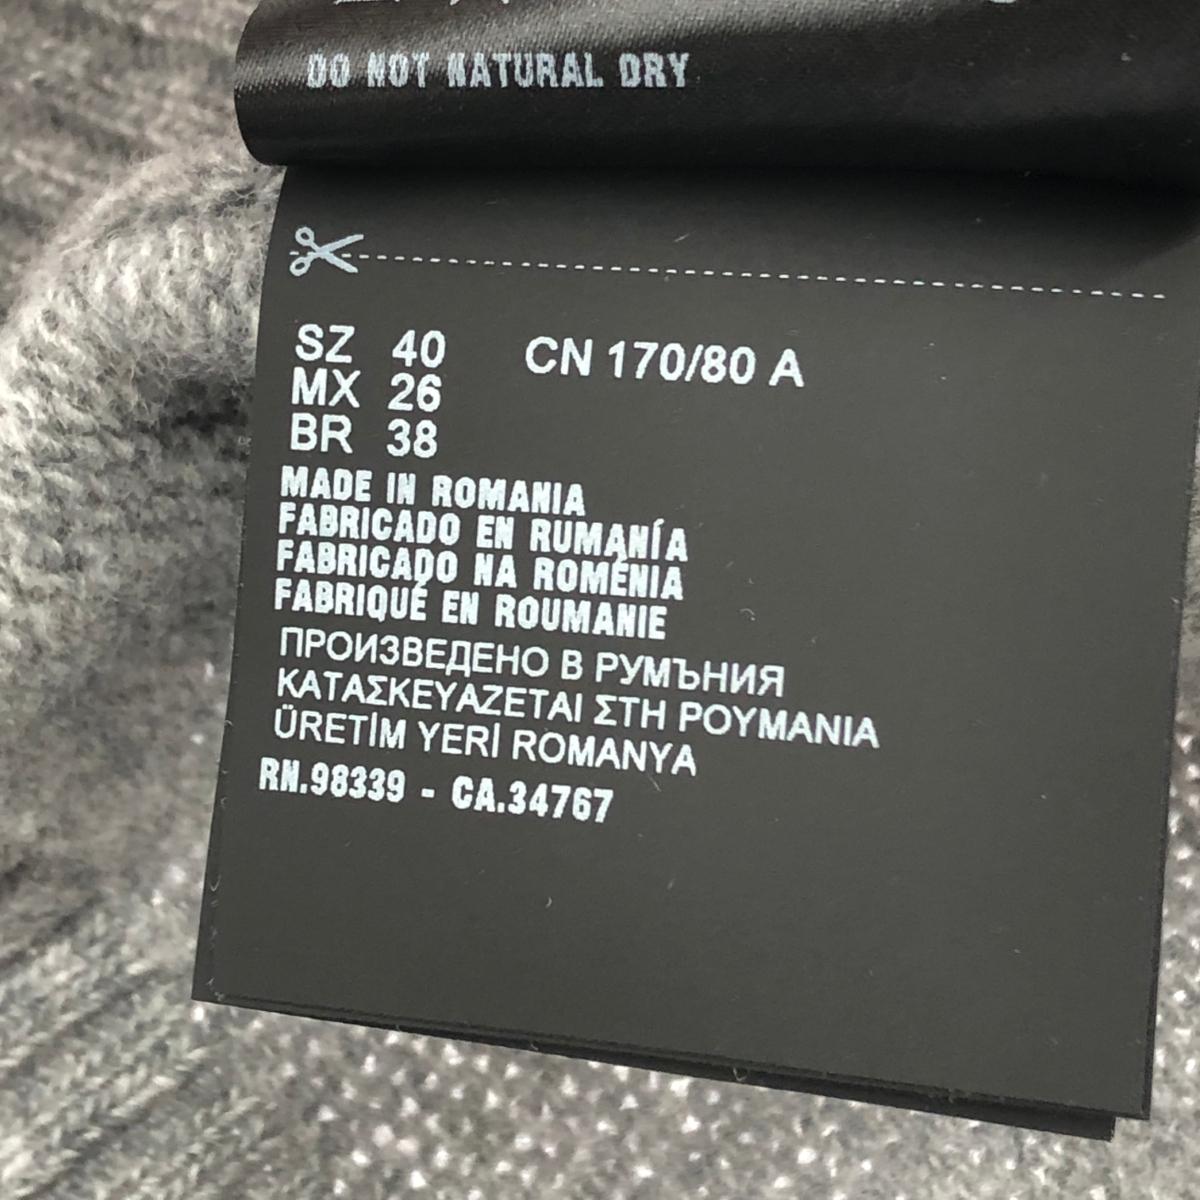 DO NOT NATURAL DRY
SZ 40 CN 170/80 A
MX 26
BR 38
MADE IN ROMANIA
FABRICADO EN RUMANÍA
FABRICADO NA ROMÉNIA
FABRIQUÉ EN ROUMANIE
ПРОИЗВЕДЕНО В РУМЪНИЯ
ΚΑΤΑΣΚΕΥΑΖΕΤΑΙ ΣΤΗ ΡΟΥΜΑΝΙΑ
ÜRETİM YERİ ROMANYA
RN.98339 - CA.34767